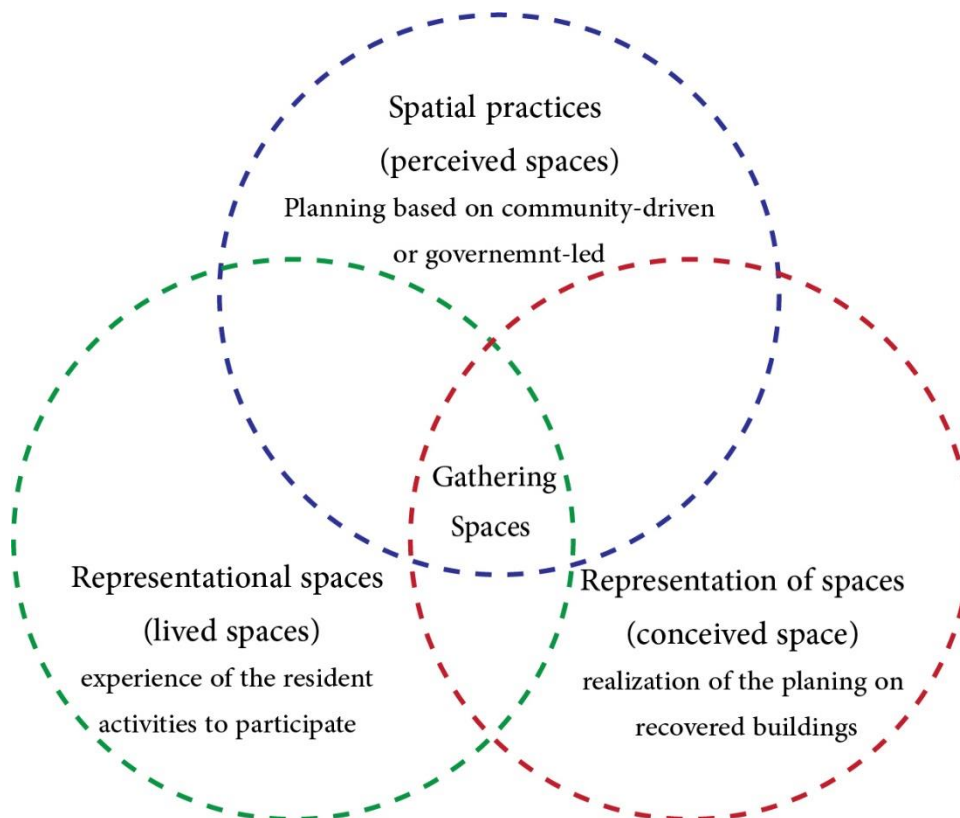 Spatial practices
(perceived spaces)
Planning based on community-driven
or governemnt-led
Gathering
Spaces
Representational spaces
(lived spaces)
experience of the resident
activities to participate
Representation of spaces
(conceived space)
realization of the planing on
recovered buildings